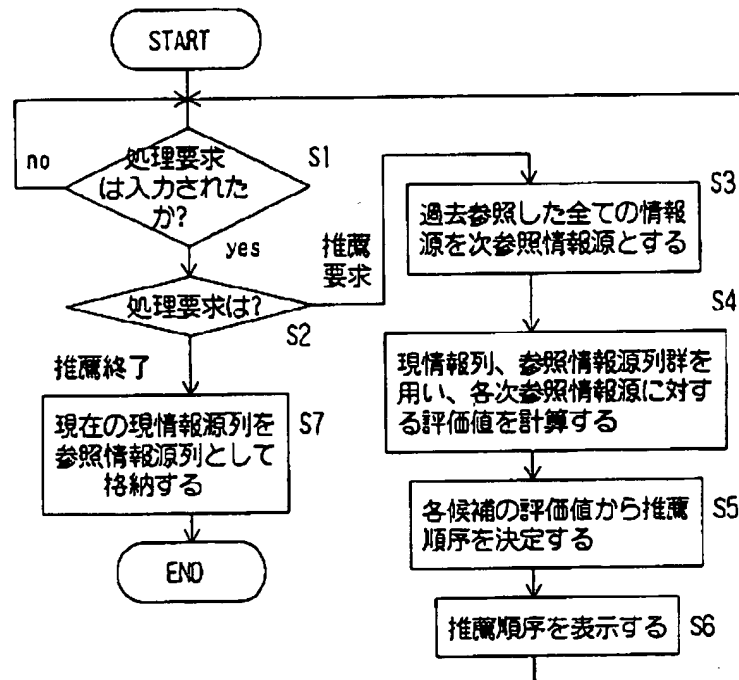 START
no
処理要求
は入力された
か?
S1
yes
処理要求は?
S2
推薦
要求
推薦終了
現在の現情報源列を
参照情報源列として
格納する
S7
END
過去参照した全ての情報
源を次参照情報源とする
S3
現情報列、参照情報源列群を
用い、各次参照情報源に対す
る評価値を計算する
S4
各候補の評価値から推薦
順序を決定する
S5
推薦順序を表示する
S6